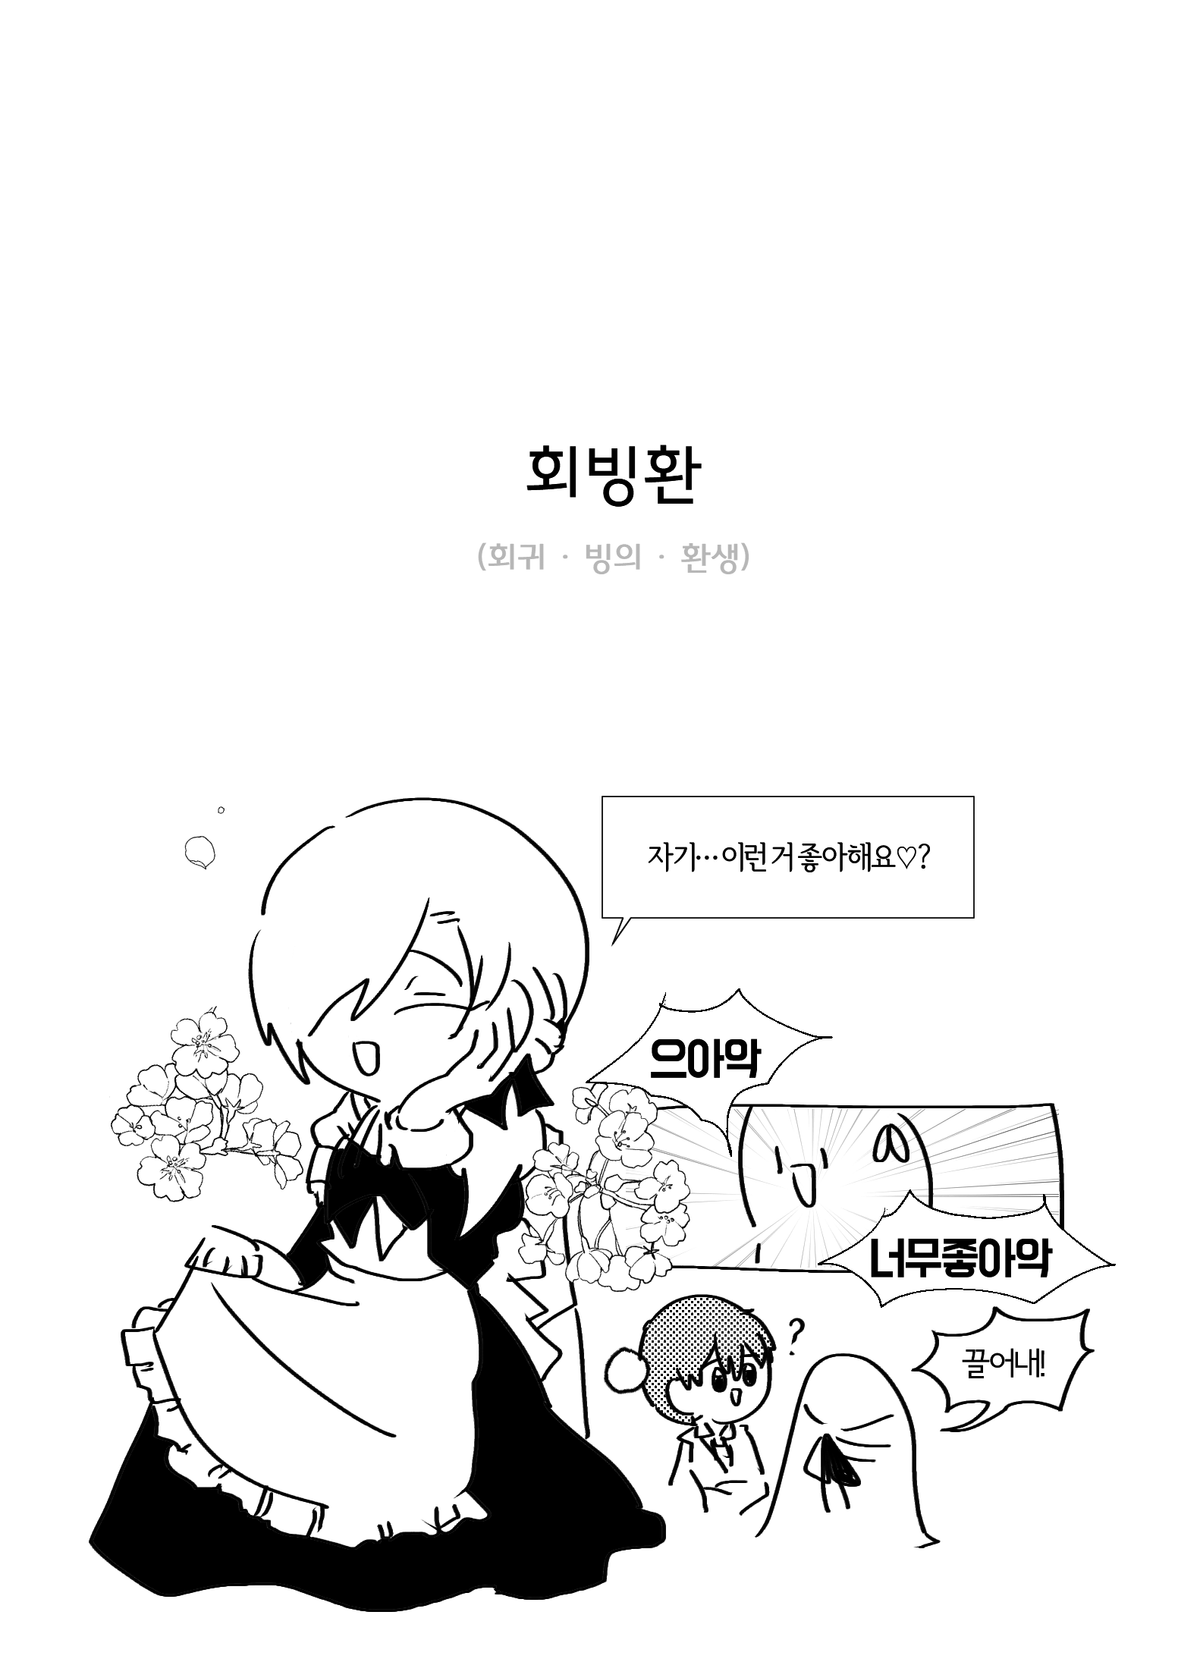 회빙환
(회귀 · 빙의 · 환생)
자기…이런 거 좋아해요♡?
으아악
너무좋아악
?
끌어내!